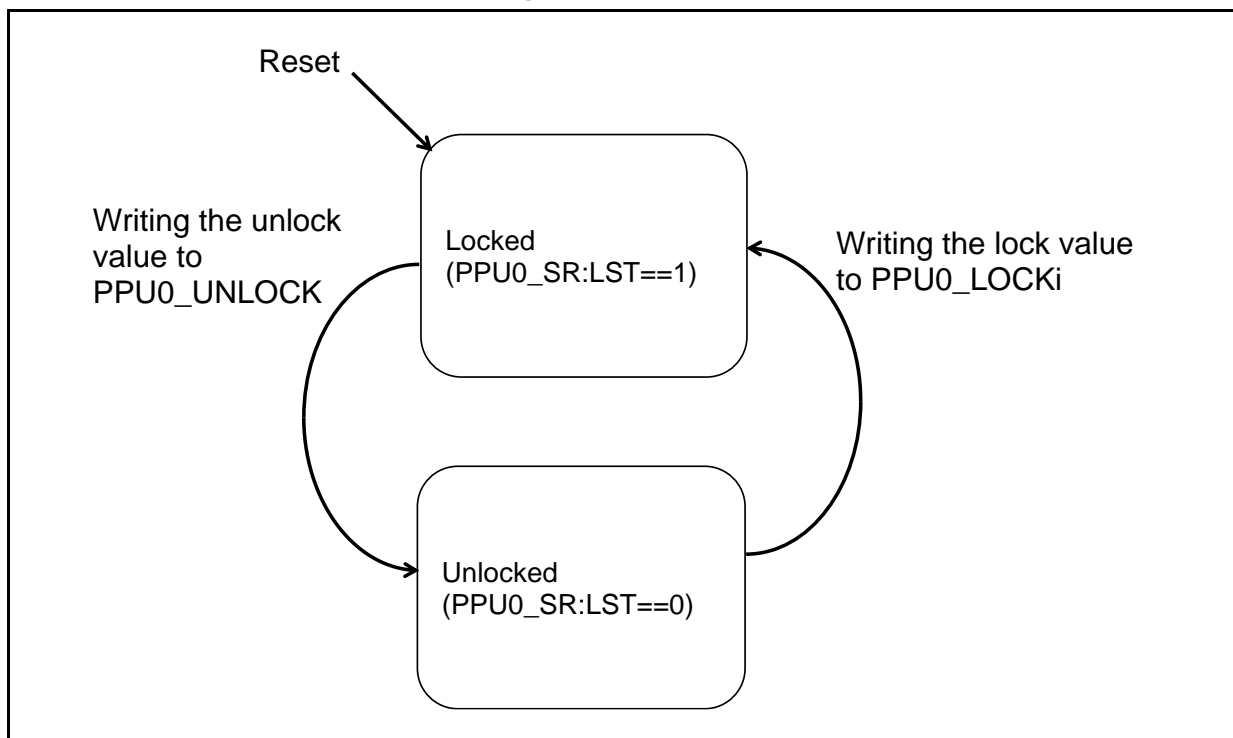 Reset
Writing the unlock
value to
PPU0_UNLOCK
Locked
(PPU0_SR:LST==1)
Writing the lock value
to PPU0_LOCKi
Unlocked
(PPU0_SR:LST==0)